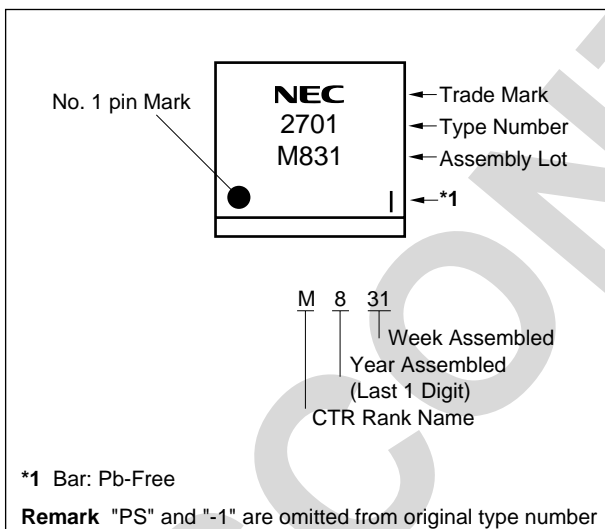 No. 1 pin Mark
NEC
2701
M831
Trade Mark
Type Number
Assembly Lot
*1
M 8 31
Week Assembled
Year Assembled
(Last 1 Digit)
CTR Rank Name
*1 Bar: Pb-Free
Remark "PS" and "-1" are omitted from original type number